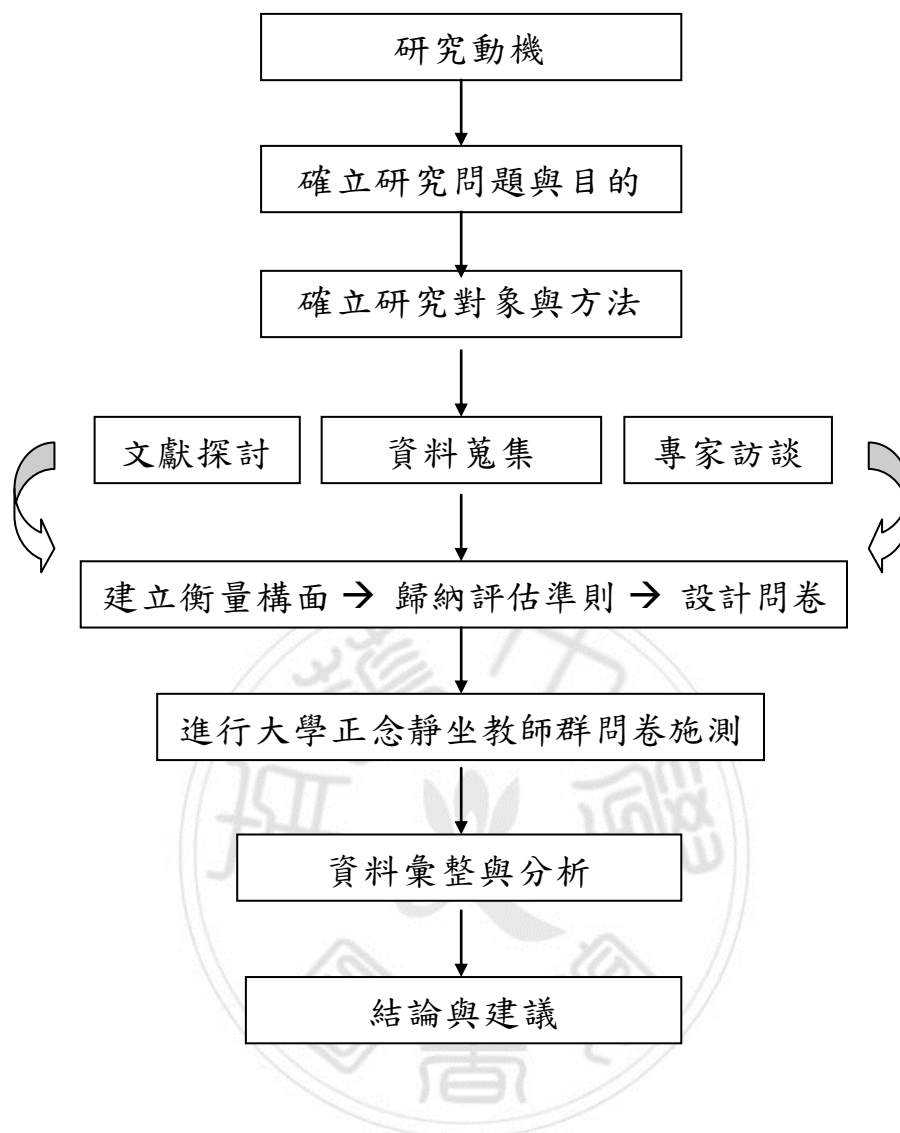 研究動機
確立研究問題與目的
確立研究對象與方法
文獻探討 資料蒐集 專家訪談
建立衡量構面 → 歸納評估準則 → 設計問卷
進行大學正念靜坐教師群問卷施測
資料彙整與分析
結論與建議